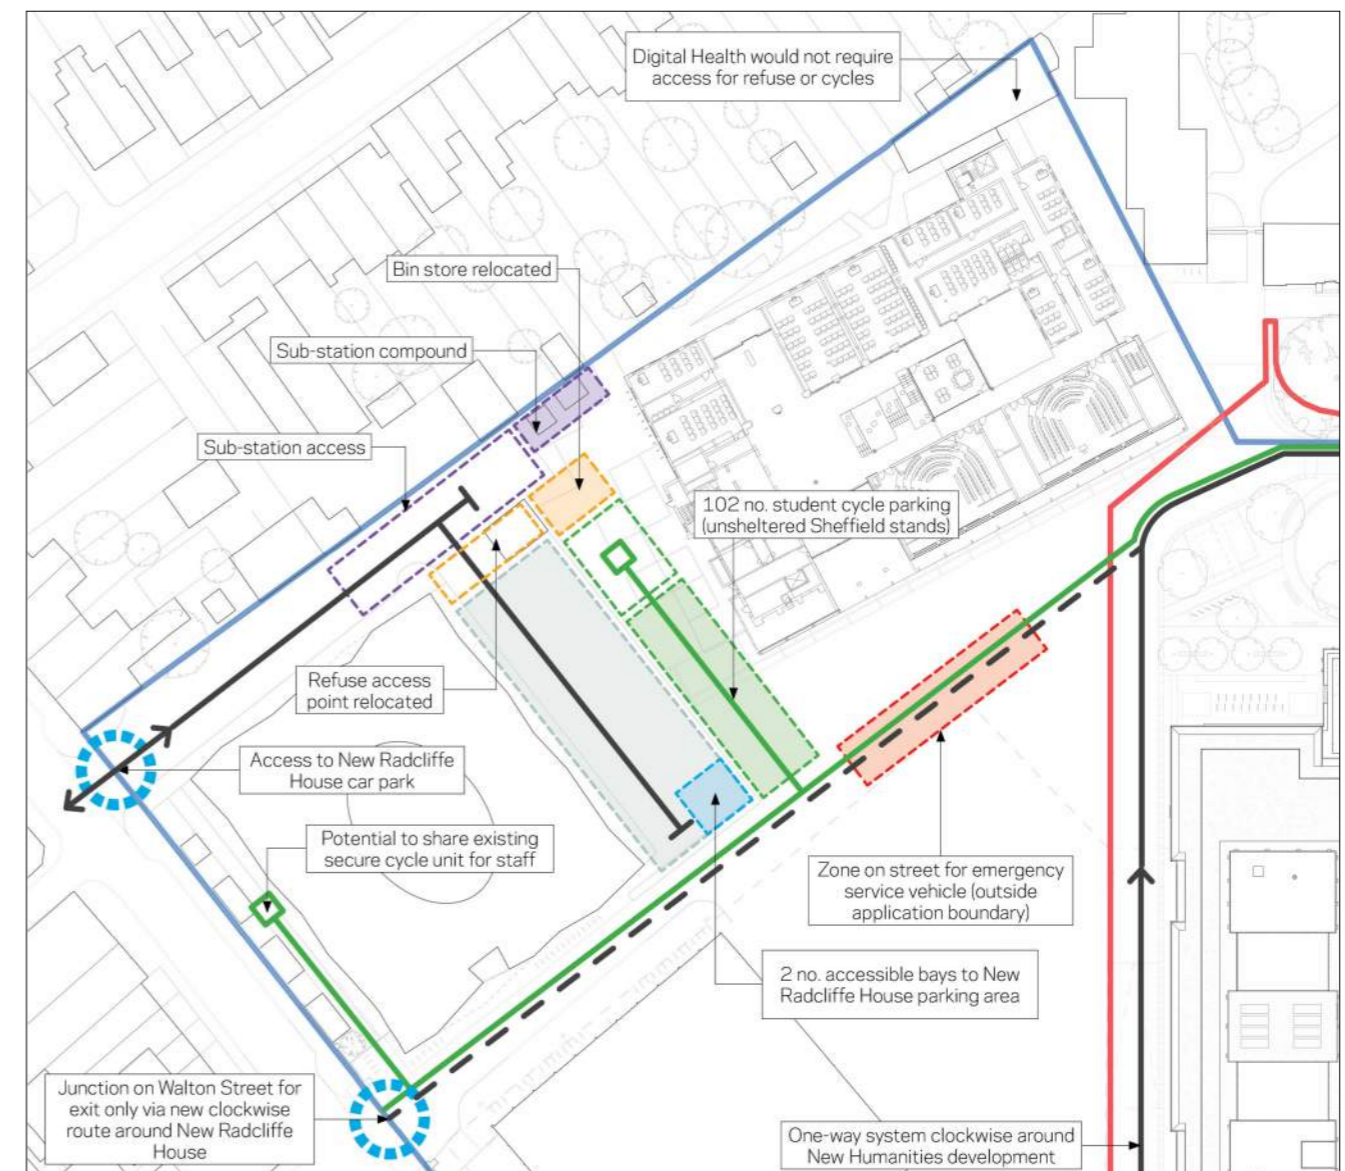 Digital Health would not require
access for refuse or cycles
Bin store relocated
Sub-station compound
Sub-station access
102 no. student cycle parking
(unsheltered Sheffield stands)
Refuse access
point relocated
Access to New Radcliffe
House car park
Potential to share existing
secure cycle unit for staff
Zone on street for emergency
service vehicle (outside
application boundary)
2 no. accessible bays to New
Radcliffe House parking area
Junction on Walton Street for
exit only via new clockwise
route around New Radcliffe
House
One-way system clockwise around
New Humanities development